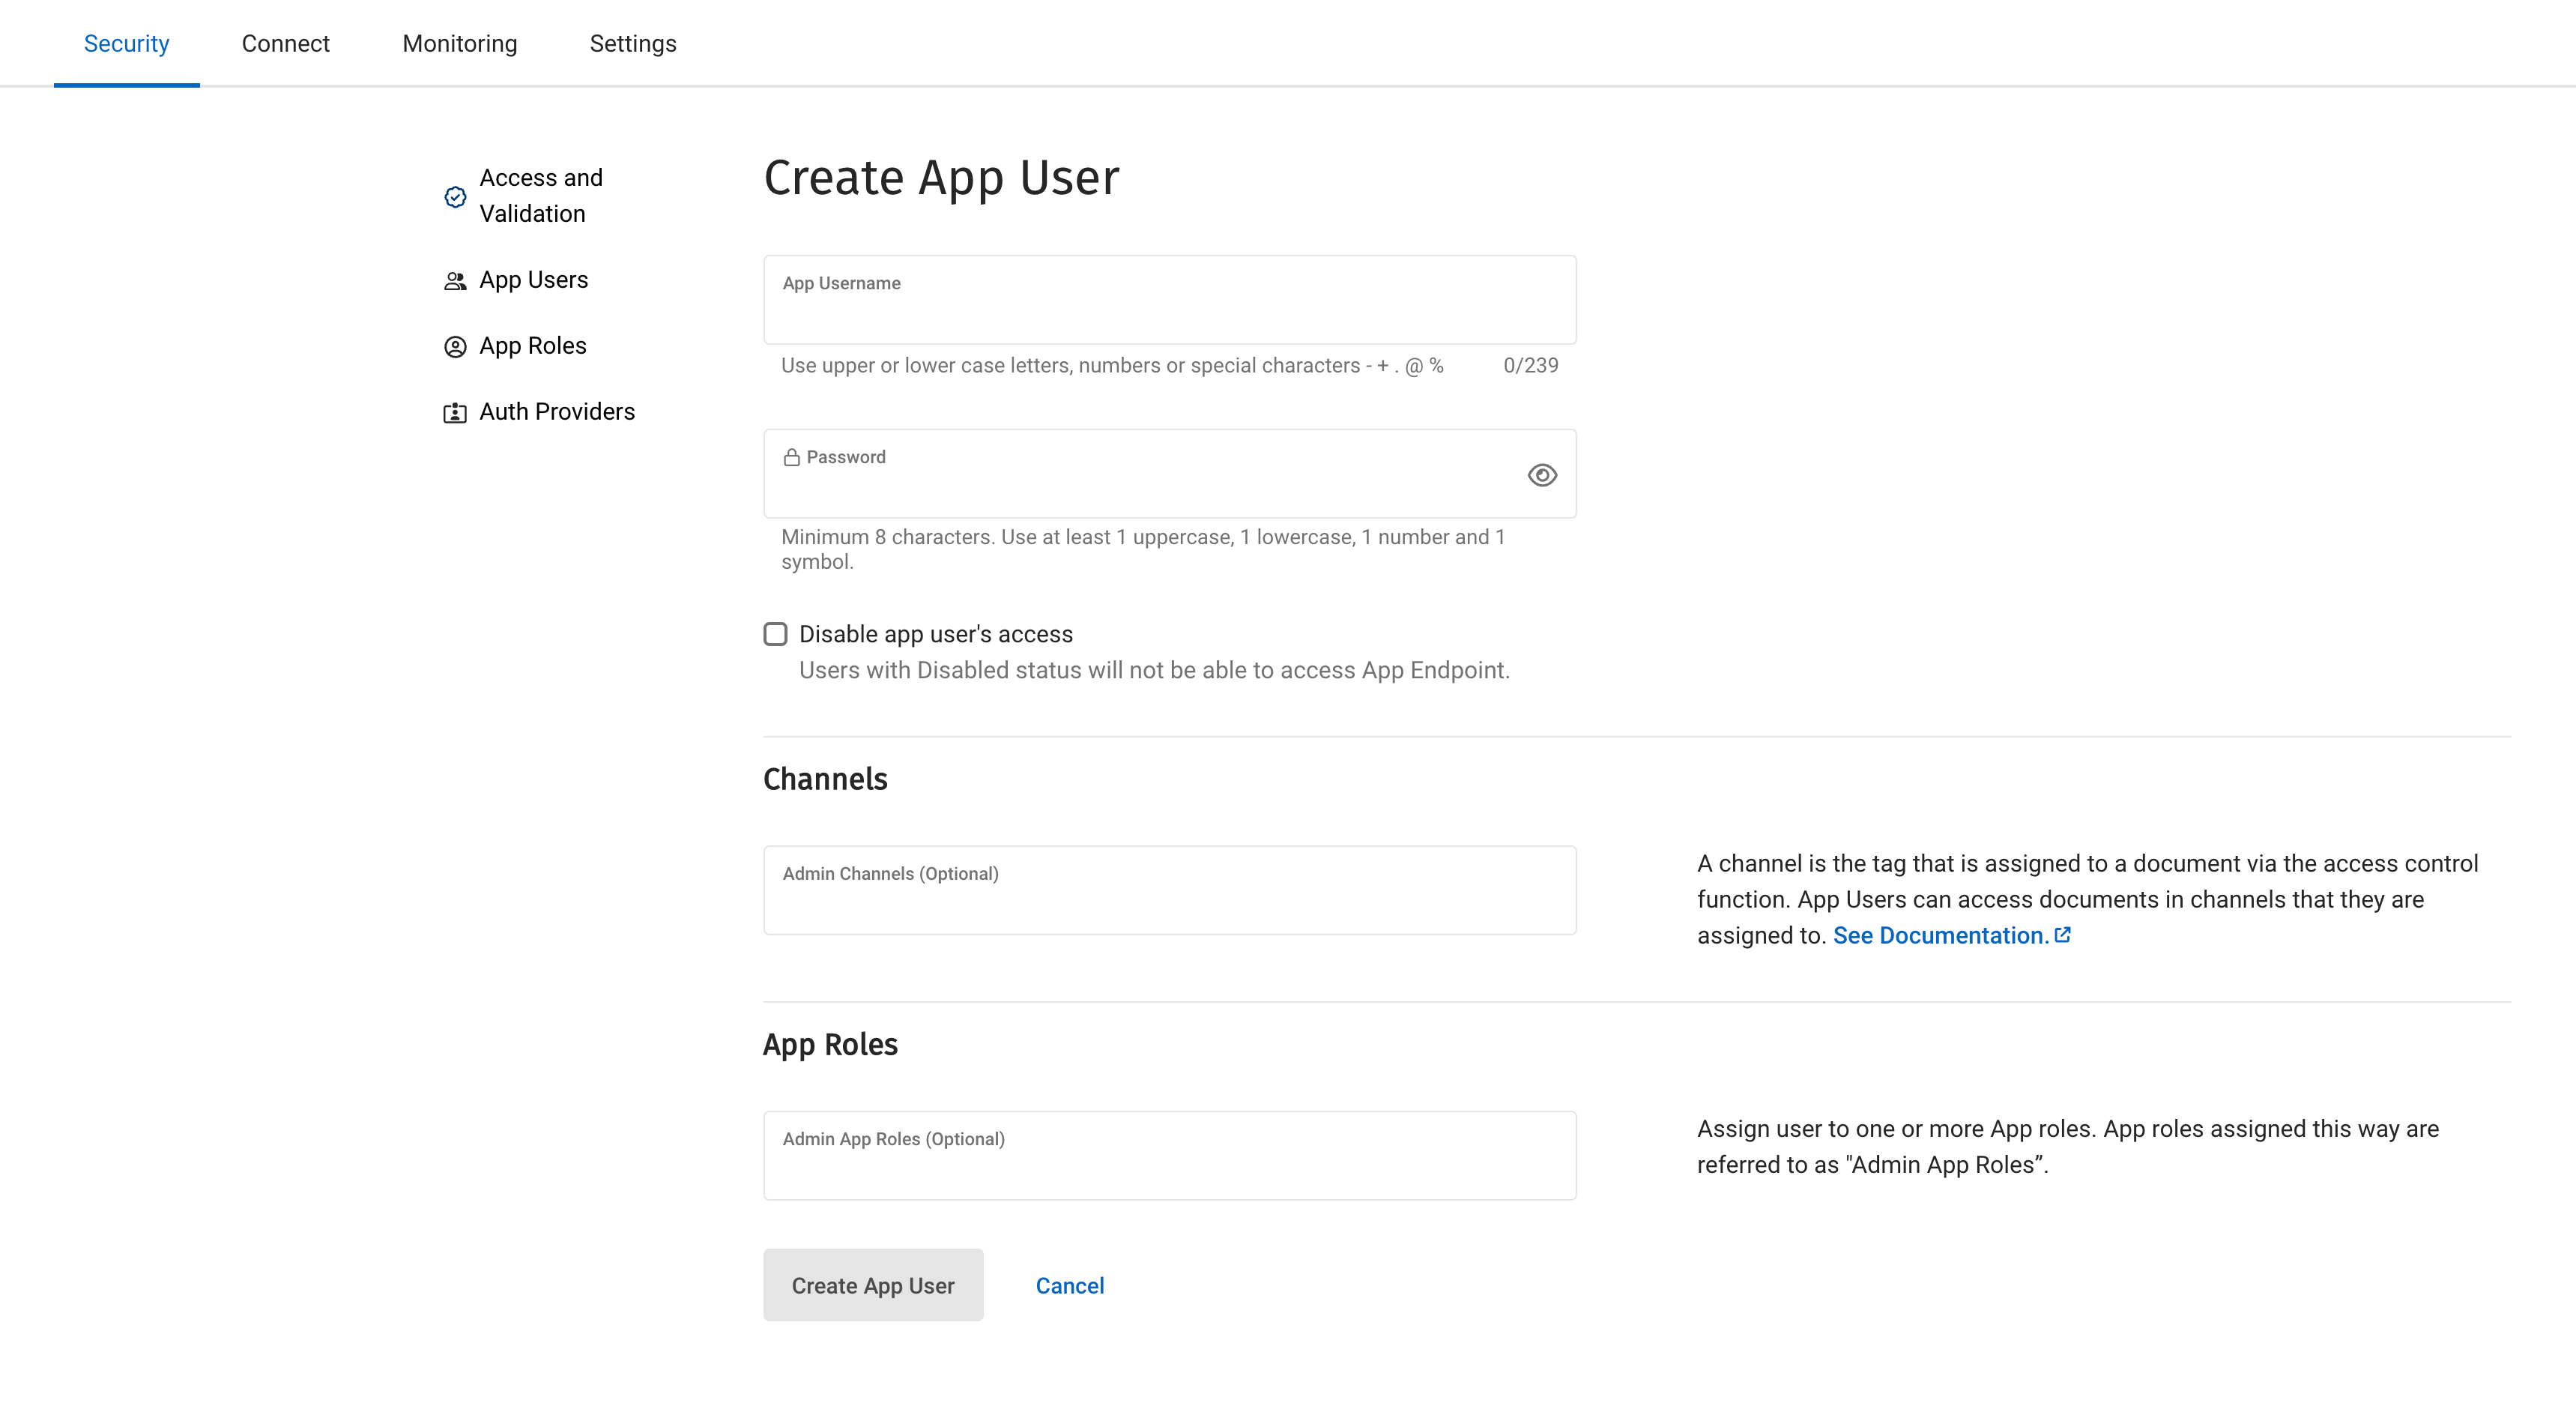 Security Connect Monitoring Settings
Access and
Validation
App Users
App Roles
Auth Providers
Create App User
App Username
Use upper or lower case letters, numbers or special characters - + . @ % 0/239
Password
Minimum 8 characters. Use at least 1 uppercase, 1 lowercase, 1 number and 1
symbol.
Disable app user's access
Users with Disabled status will not be able to access App Endpoint.
Channels
Admin Channels (Optional)
A channel is the tag that is assigned to a document via the access control
function. App Users can access documents in channels that they are
assigned to. See Documentation.
App Roles
Admin App Roles (Optional)
Assign user to one or more App roles. App roles assigned this way are
referred to as "Admin App Roles”.
Create App User Cancel